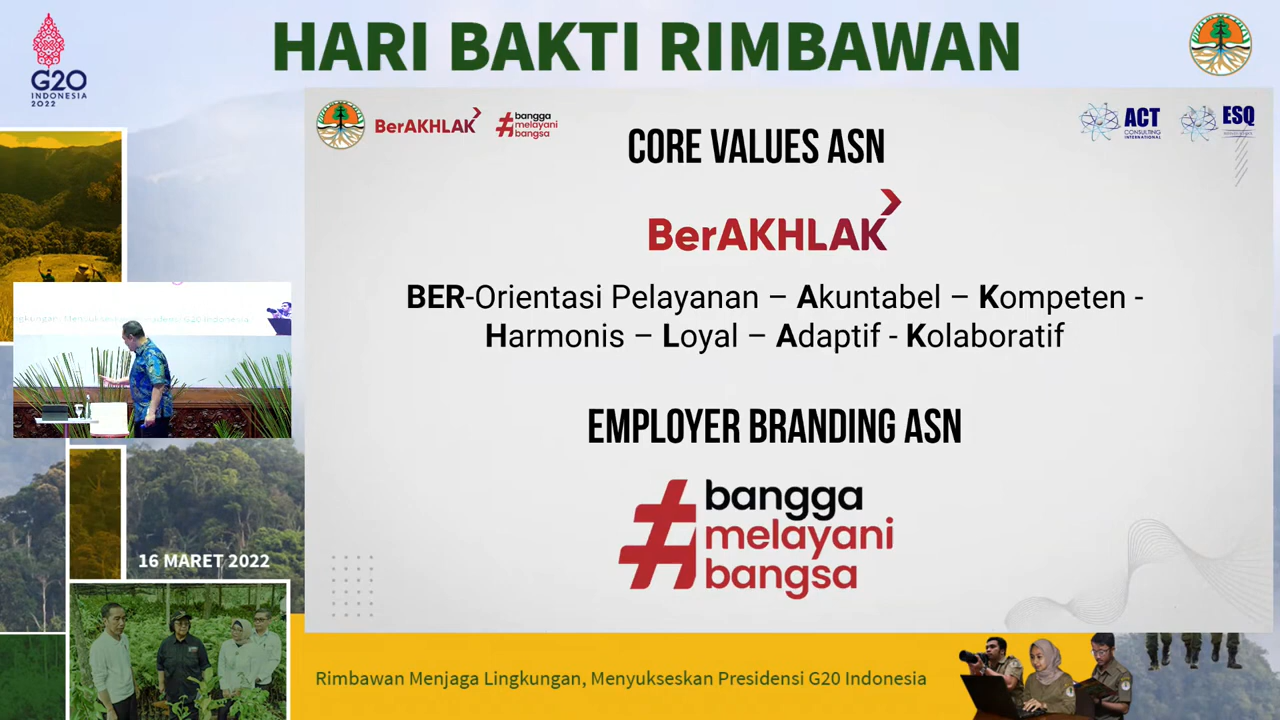 HARI BAKTI RIMBAWAN
G20
INDONESIA
2022
BerAKHLAK
#bangga
melayani
bangsa
ACT
CONSULTING
INTERNATIONAL
ESQ
CORE VALUES ASN
BerAKHLAK
BER-Orientasi Pelayanan – Akuntabel – Kompeten -
Harmonis – Loyal – Adaptif - Kolaboratif
EMPLOYER BRANDING ASN
#bangga
melayani
bangsa
16 MARET 2022
Rimbawan Menjaga Lingkungan, Menyukseskan Presidensi G20 Indonesia